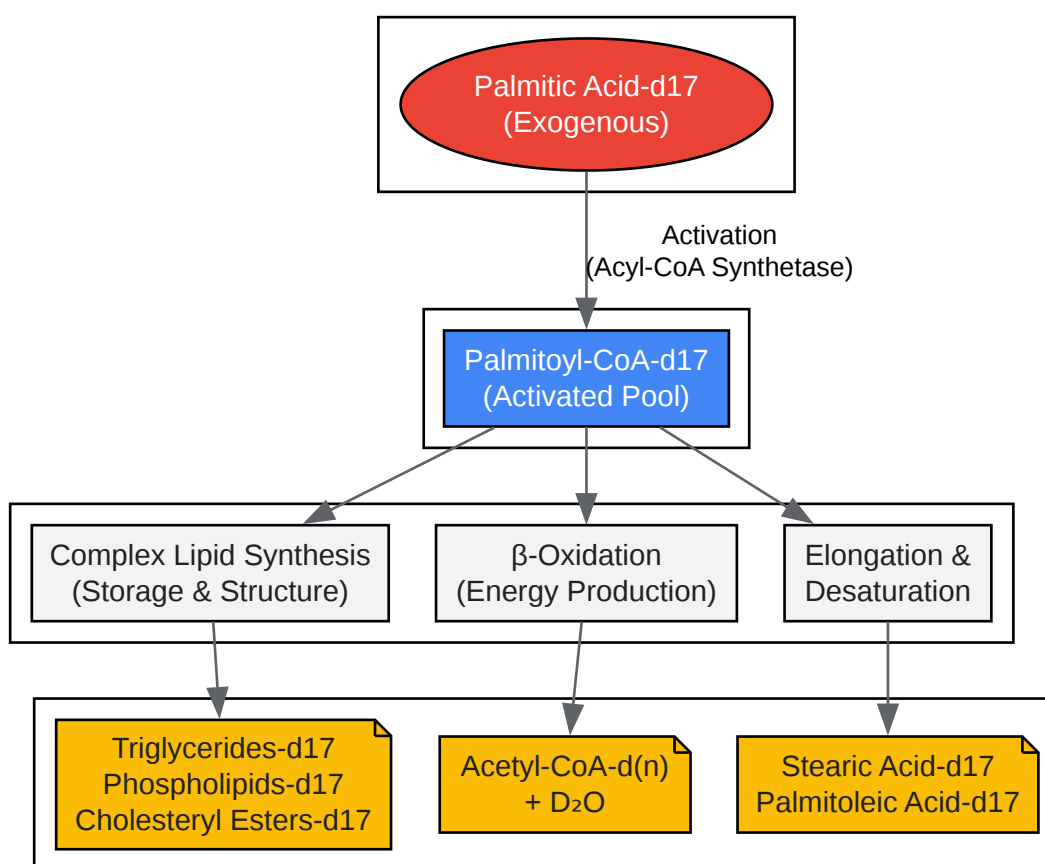 Palmitic Acid-d17
(Exogenous)
Activation
(Acyl-CoA Synthetase)
Palmitoyl-CoA-d17
(Activated Pool)
Complex Lipid Synthesis
(Storage & Structure)
β-Oxidation
(Energy Production)
Elongation &
Desaturation
Triglycerides-d17
Phospholipids-d17
Cholesteryl Esters-d17
Acetyl-CoA-d(n)
+ D₂O
Stearic Acid-d17
Palmitoleic Acid-d17